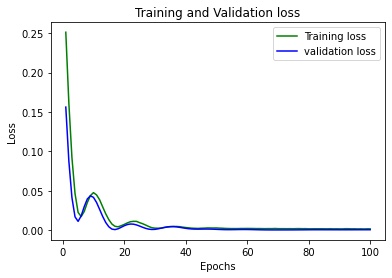 Training and Validation loss
Training loss
validation loss
0.25
0.20
0.15
0.10
0.05
0.00
Loss
0 20 40 60 80 100
Epochs